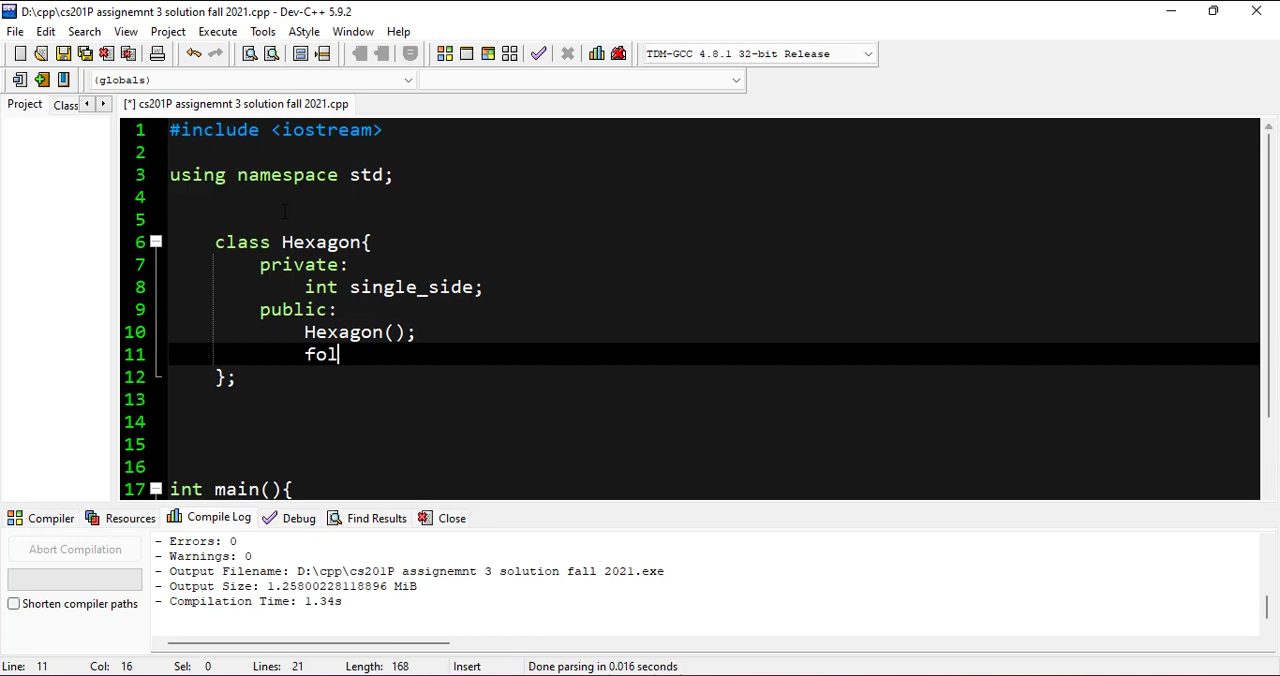 D:\cpp\cs201P assignemnt 3 solution fall 2021.cpp - Dev-C++ 5.9.2
File Edit Search View Project Execute Tools AStyle Window Help
TDM-GCC 4.8.1 32-bit Release
(globals)
Project Class [*] cs201P assignemnt 3 solution fall 2021.cpp
1 #include <iostream>
2
3 using namespace std;
4
5
6 class Hexagon{
7 private:
8 int single_side;
9 public:
10 Hexagon();
11 fol
12 };
13
14
15
16
17 int main(){
Compiler Resources Compile Log Debug Find Results Close
Abort Compilation
Shorten compiler paths
- Errors: 0
- Warnings: 0
- Output Filename: D:\cpp\cs201P assignemnt 3 solution fall 2021.exe
- Output Size: 1.25800228118896 MiB
- Compilation Time: 1.34s
Line: 11 Col: 16 Sel: 0 Lines: 21 Length: 168 Insert Done parsing in 0.016 seconds